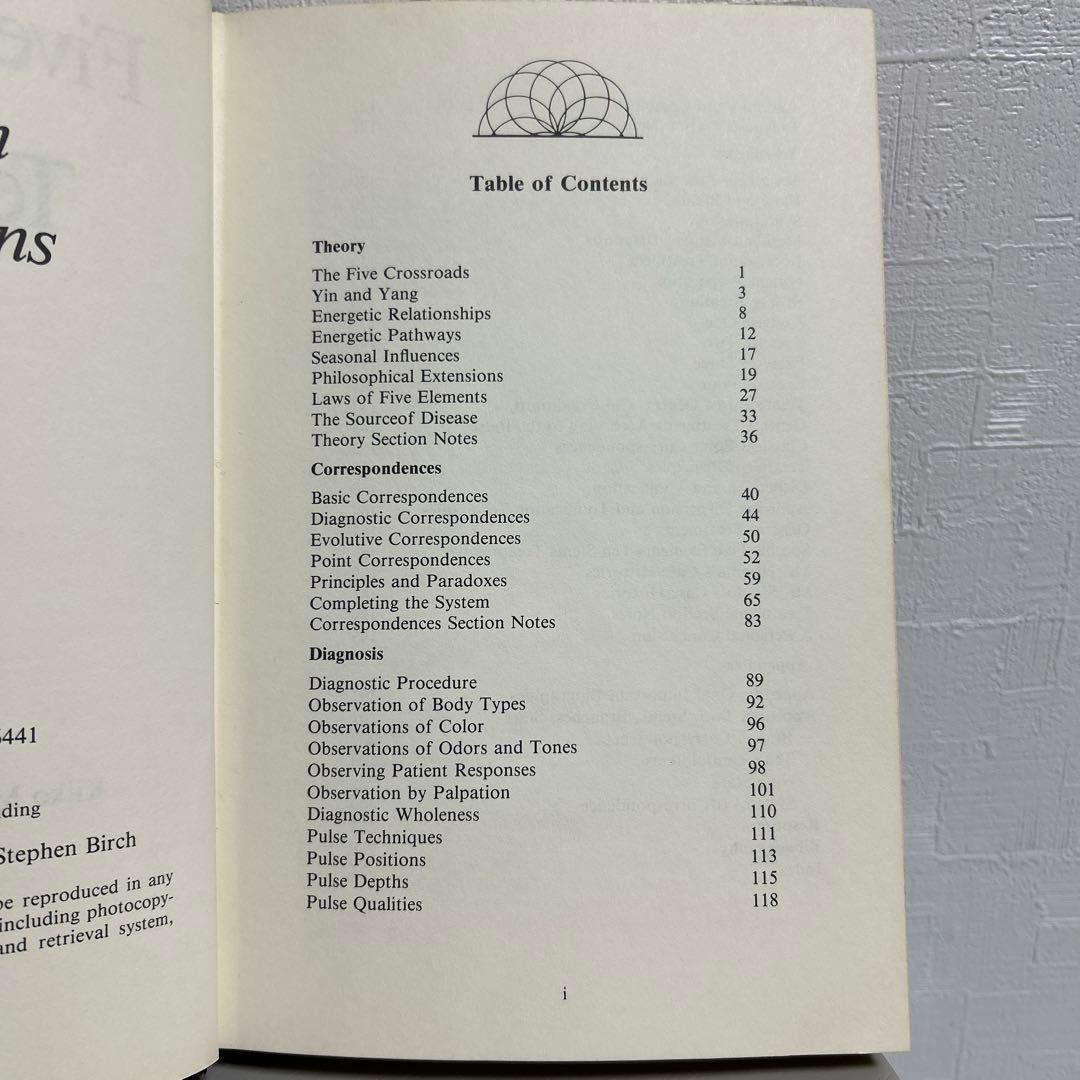 n
ns
6441
ding
Stephen Birch
be reproduced in any
including photocopy-
and retrieval system,
Table of Contents
Theory
The Five Crossroads 1
Yin and Yang 3
Energetic Relationships 8
Energetic Pathways 12
Seasonal Influences 17
Philosophical Extensions 19
Laws of Five Elements 27
The Sourceof Disease 33
Theory Section Notes 36
Correspondences
Basic Correspondences 40
Diagnostic Correspondences 44
Evolutive Correspondences 50
Point Correspondences 52
Principles and Paradoxes 59
Completing the System 65
Correspondences Section Notes 83
Diagnosis
Diagnostic Procedure 89
Observation of Body Types 92
Observations of Color 96
Observations of Odors and Tones 97
Observing Patient Responses 98
Observation by Palpation 101
Diagnostic Wholeness 110
Pulse Techniques 111
Pulse Positions 113
Pulse Depths 115
Pulse Qualities 118
i